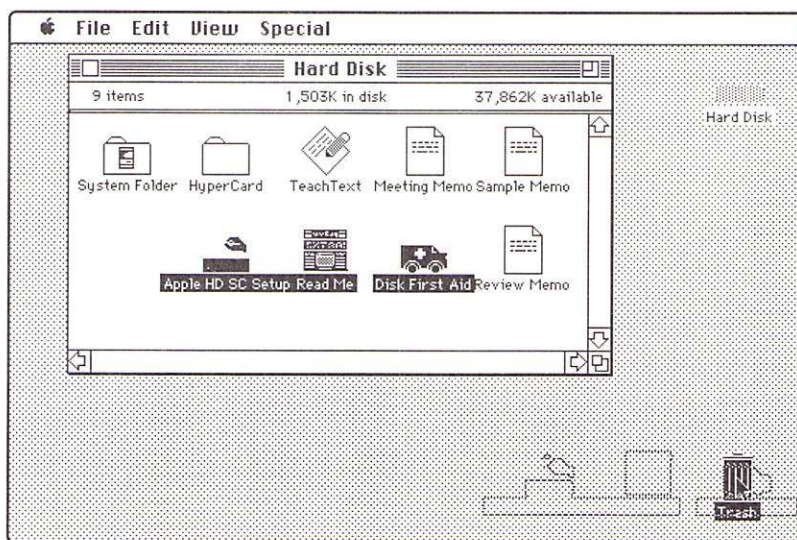 File Edit View Special
Hard Disk
9 items 1,503K in disk 37,862K available
Hard Disk
System Folder HyperCard TeachText Meeting Memo Sample Memo
EXTRA!
Apple HD SC Setup Read Me Disk First Aid Review Memo
Trash